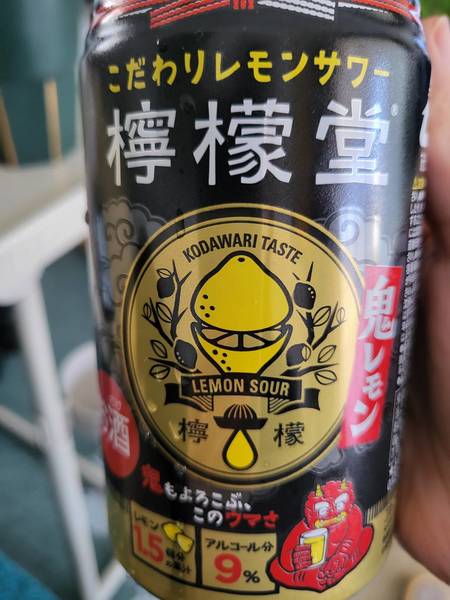 こだわりレモンサワー
檸檬堂
KODAWARI TASTE
LEMON SOUR
檸檬
鬼レモン
お酒
鬼もよろこぶ、
このウマさ
レモン
1.5
アルコール分
9%